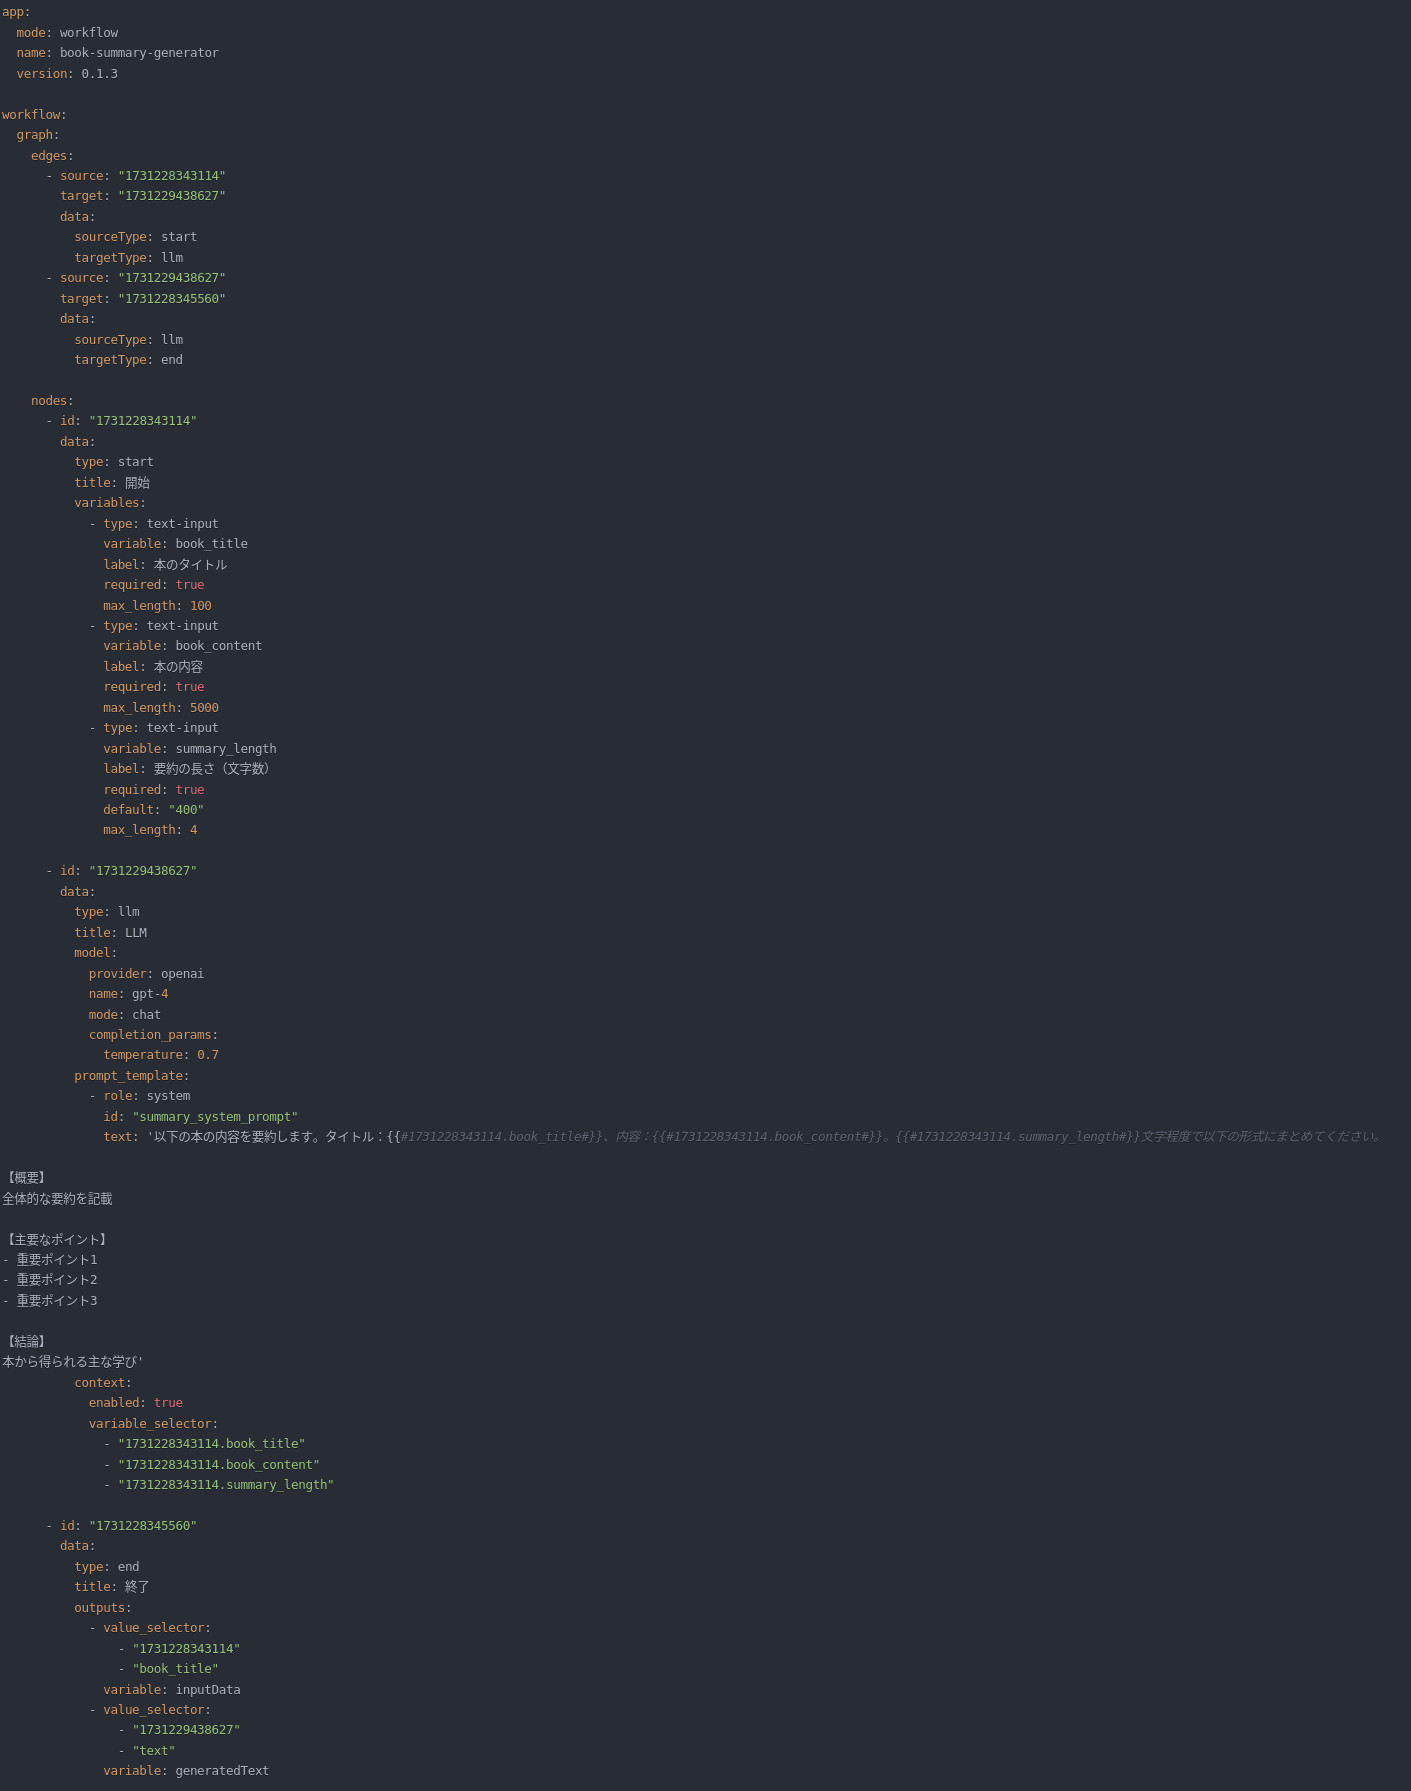 app:
  mode: workflow
  name: book-summary-generator
  version: 0.1.3

workflow:
  graph:
    edges:
      - source: "1731228343114"
        target: "1731229438627"
        data:
          sourceType: start
          targetType: llm
      - source: "1731229438627"
        target: "1731228345560"
        data:
          sourceType: llm
          targetType: end

    nodes:
      - id: "1731228343114"
        data:
          type: start
          title: 開始
          variables:
            - type: text-input
              variable: book_title
              label: 本のタイトル
              required: true
              max_length: 100
            - type: text-input
              variable: book_content
              label: 本の内容
              required: true
              max_length: 5000
            - type: text-input
              variable: summary_length
              label: 要約の長さ（文字数）
              required: true
              default: "400"
              max_length: 4

      - id: "1731229438627"
        data:
          type: llm
          title: LLM
          model:
            provider: openai
            name: gpt-4
            mode: chat
            completion_params:
              temperature: 0.7
          prompt_template:
            - role: system
              id: "summary_system_prompt"
              text: '以下の本の内容を要約します。タイトル：{{#1731228343114.book_title#}}、内容：{{#1731228343114.book_content#}}。{{#1731228343114.summary_length#}}文字程度で以下の形式にまとめてください。

【概要】
全体的な要約を記載

【主要なポイント】
- 重要ポイント1
- 重要ポイント2
- 重要ポイント3

【結論】
本から得られる主な学び'
          context:
            enabled: true
            variable_selector:
              - "1731228343114.book_title"
              - "1731228343114.book_content"
              - "1731228343114.summary_length"

      - id: "1731228345560"
        data:
          type: end
          title: 終了
          outputs:
            - value_selector:
                - "1731228343114"
                - "book_title"
              variable: inputData
            - value_selector:
                - "1731229438627"
                - "text"
              variable: generatedText